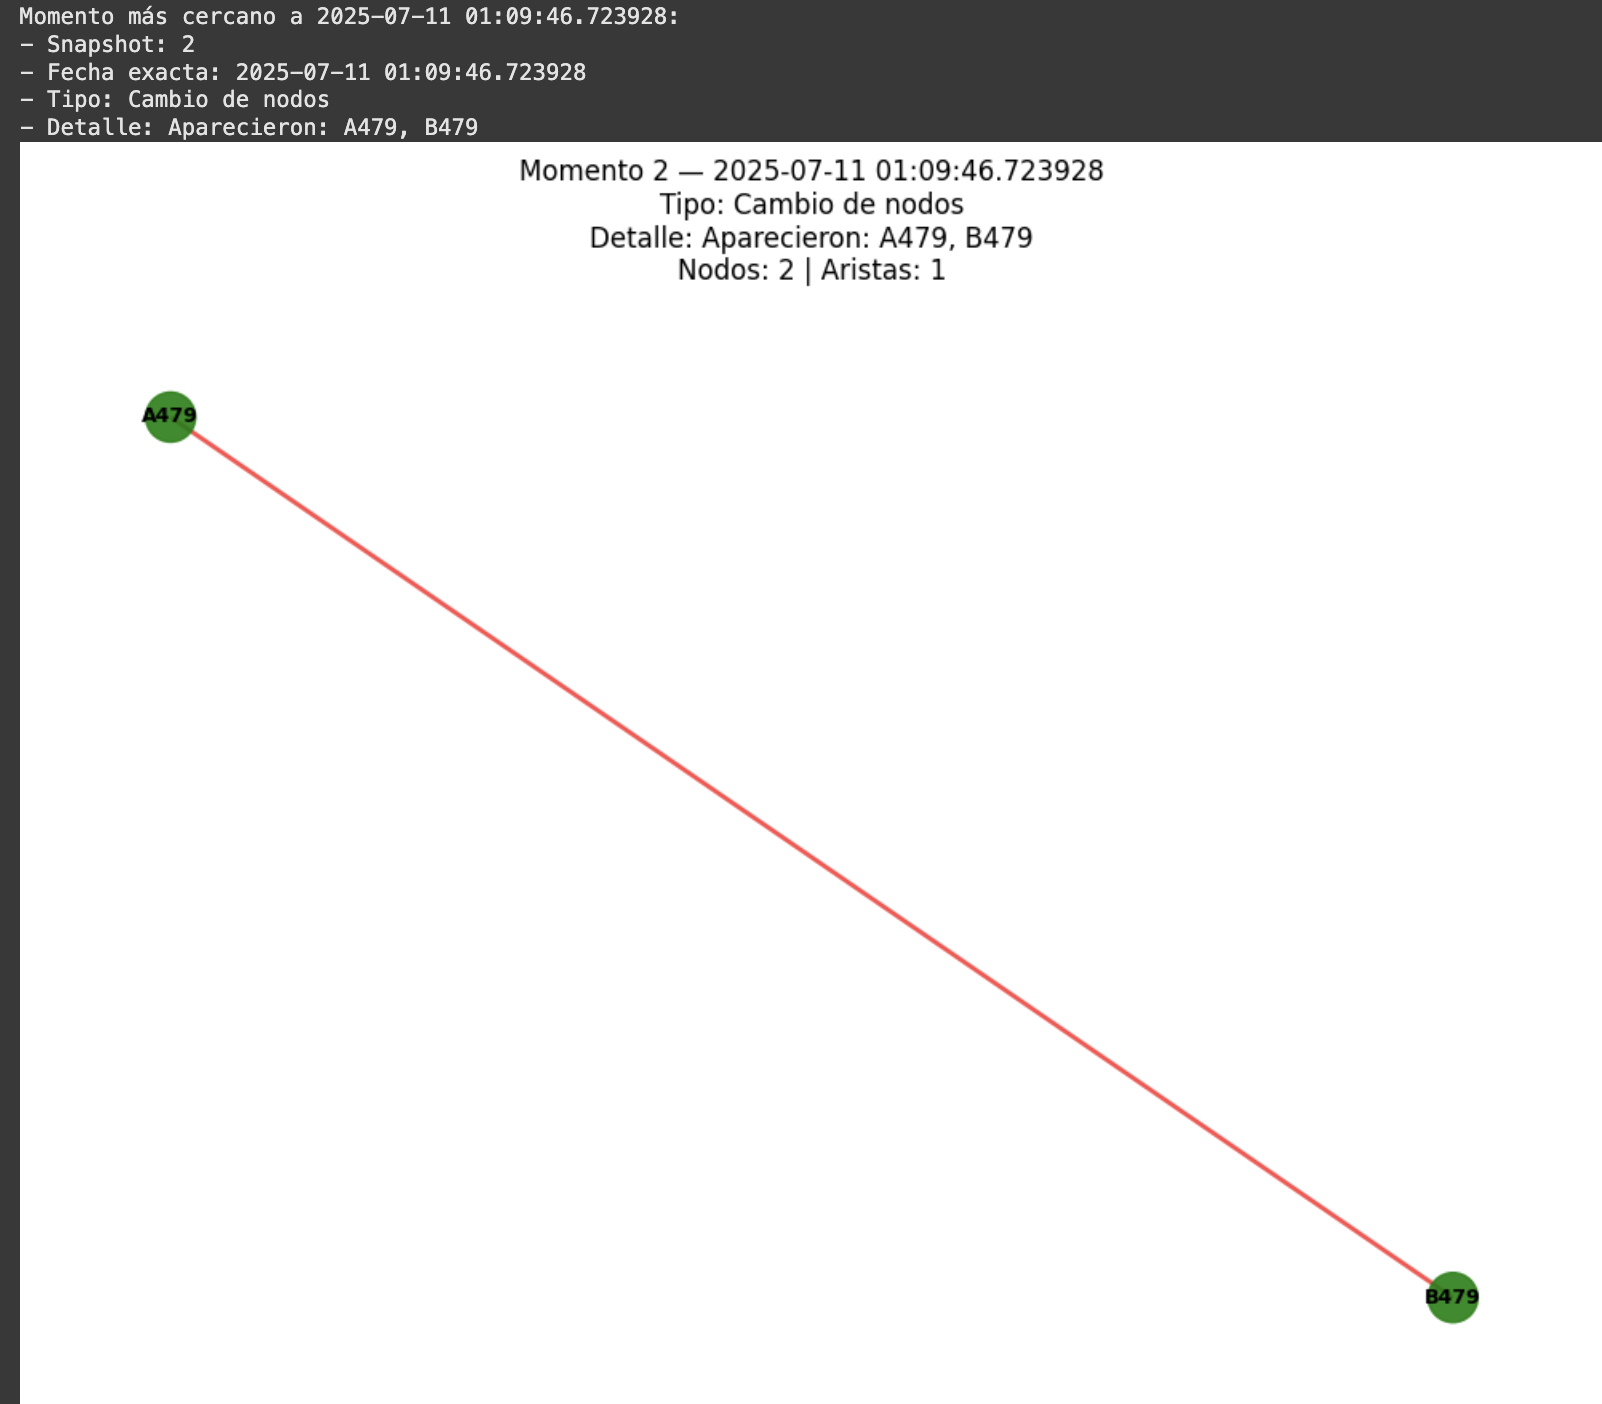 Momento más cercano a 2025-07-11 01:09:46.723928:
- Snapshot: 2
- Fecha exacta: 2025-07-11 01:09:46.723928
- Tipo: Cambio de nodos
- Detalle: Aparecieron: A479, B479
Momento 2 — 2025-07-11 01:09:46.723928
Tipo: Cambio de nodos
Detalle: Aparecieron: A479, B479
Nodos: 2 | Aristas: 1
A479
B479